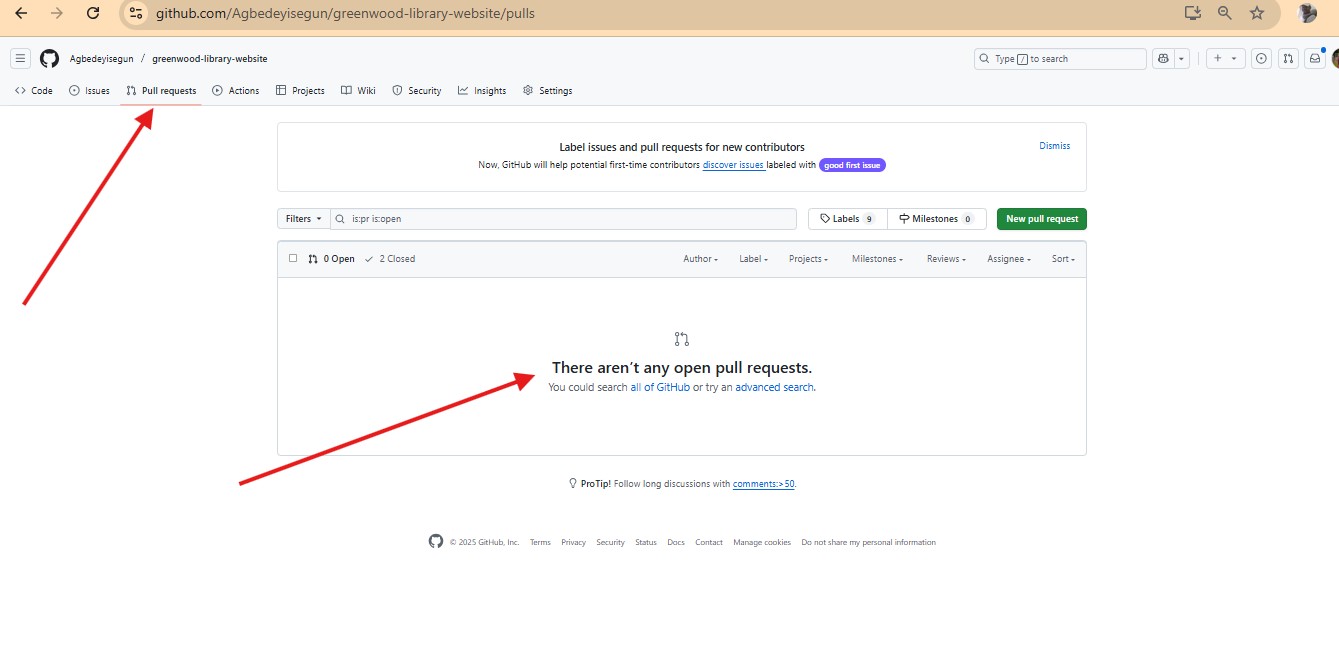 github.com/Agbedeyisegun/greenwood-library-website/pulls
Agbedeyisegun / greenwood-library-website
Type / to search
Code Issues Pull requests Actions Projects Wiki Security Insights Settings
Label issues and pull requests for new contributors
Dismiss
Now, GitHub will help potential first-time contributors discover issues labeled with good first issue
Filters is:pr is:open Labels 9 Milestones 0 New pull request
0 Open 2 Closed Author Label Projects Milestones Reviews Assignee Sort
There aren’t any open pull requests.
You could search all of GitHub or try an advanced search.
ProTip! Follow long discussions with comments:>50.
© 2025 GitHub, Inc. Terms Privacy Security Status Docs Contact Manage cookies Do not share my personal information